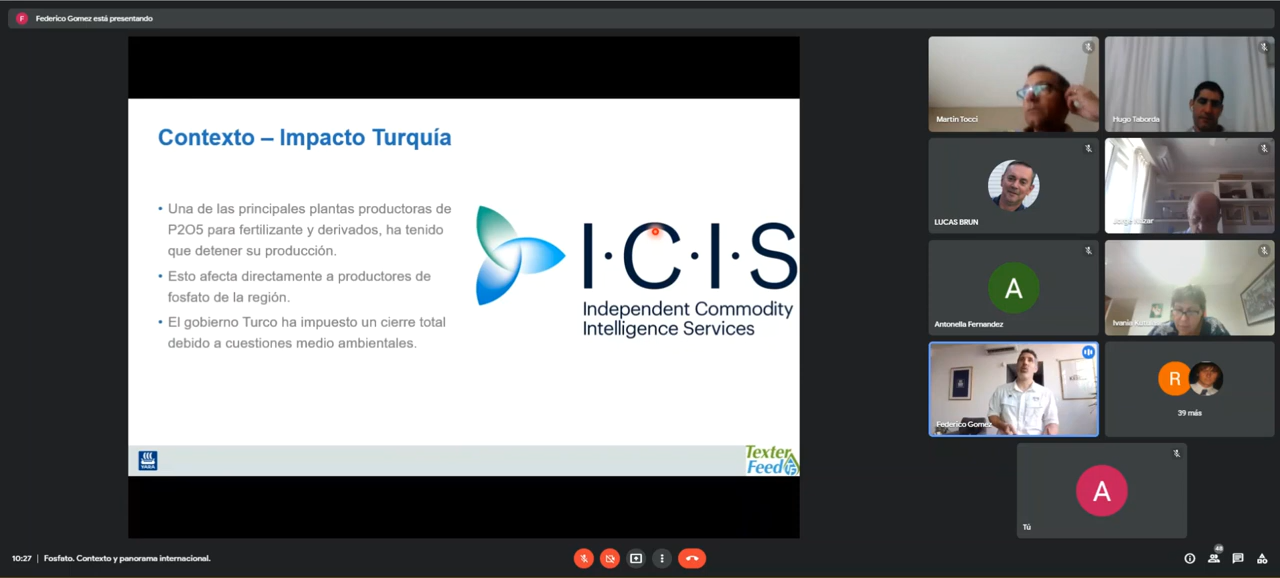 F
Federico Gomez está presentando
Contexto – Impacto Turquía
• Una de las principales plantas productoras de
P2O5 para fertilizante y derivados, ha tenido
que detener su producción.
• Esto afecta directamente a productores de
fosfato de la región.
• El gobierno Turco ha impuesto un cierre total
debido a cuestiones medio ambientales.
I·C·I·S
Independent Commodity
Intelligence Services
YARA
Texter
Feed
Martin Tocci
Hugo Taborda
LUCAS BRUN
A
Antonella Fernandez
Federico Gomez
R
39 más
A
Tú
10:27 | Fosfato. Contexto y panorama internacional.
48